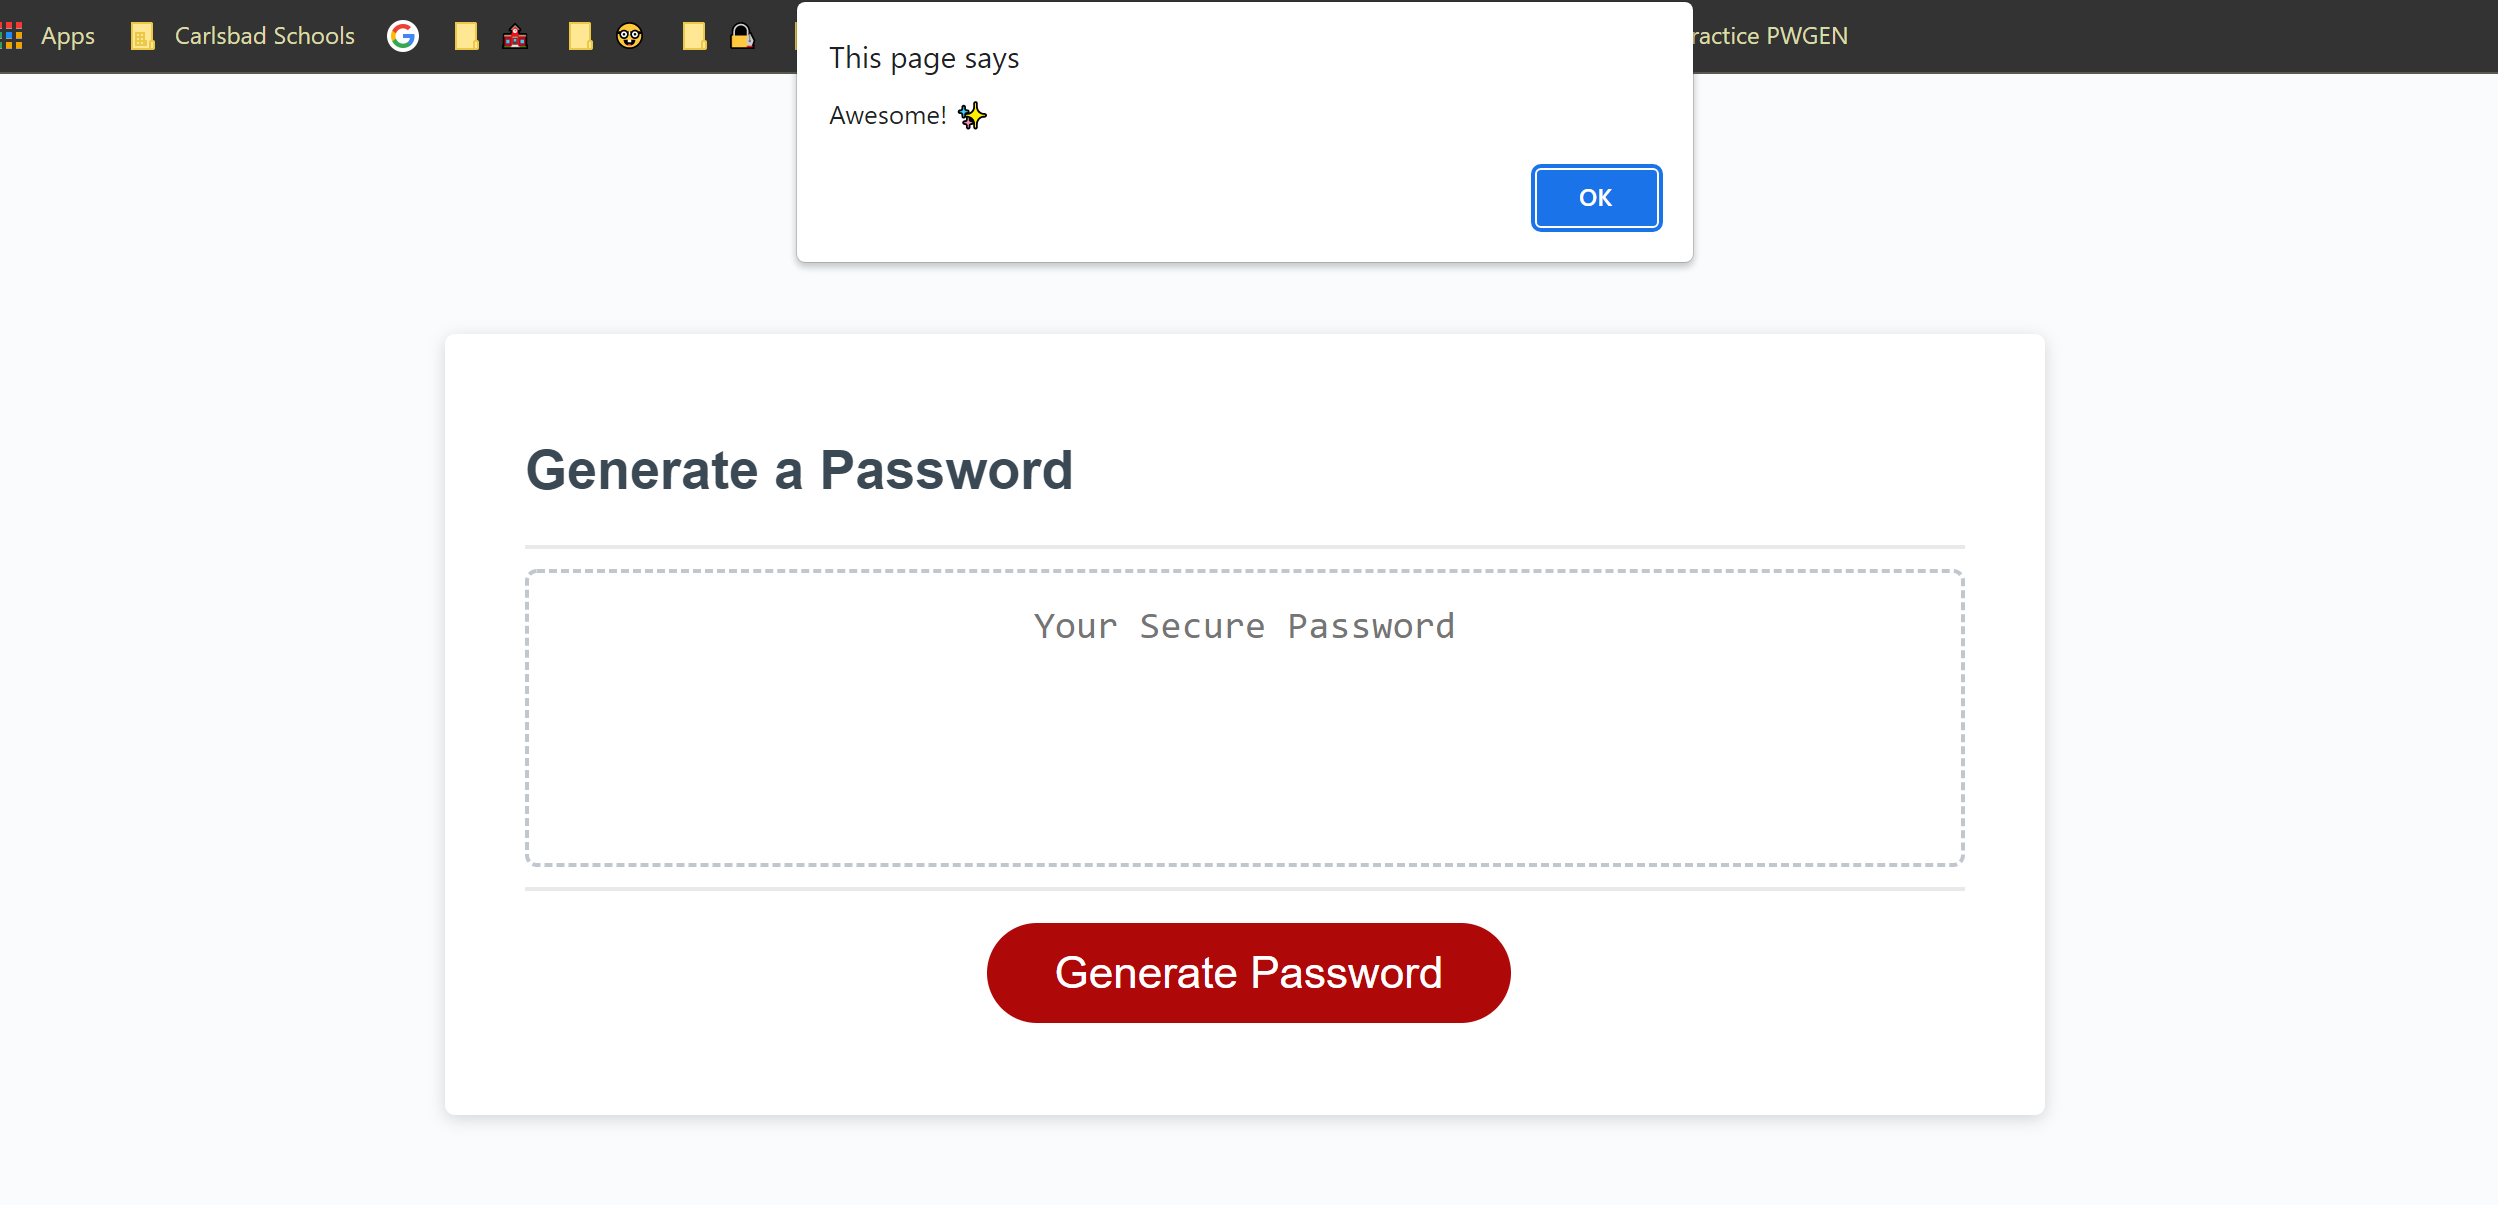 Apps Carlsbad Schools ractice PWGEN
This page says
Awesome! ✨
OK
Generate a Password
Your Secure Password
Generate Password